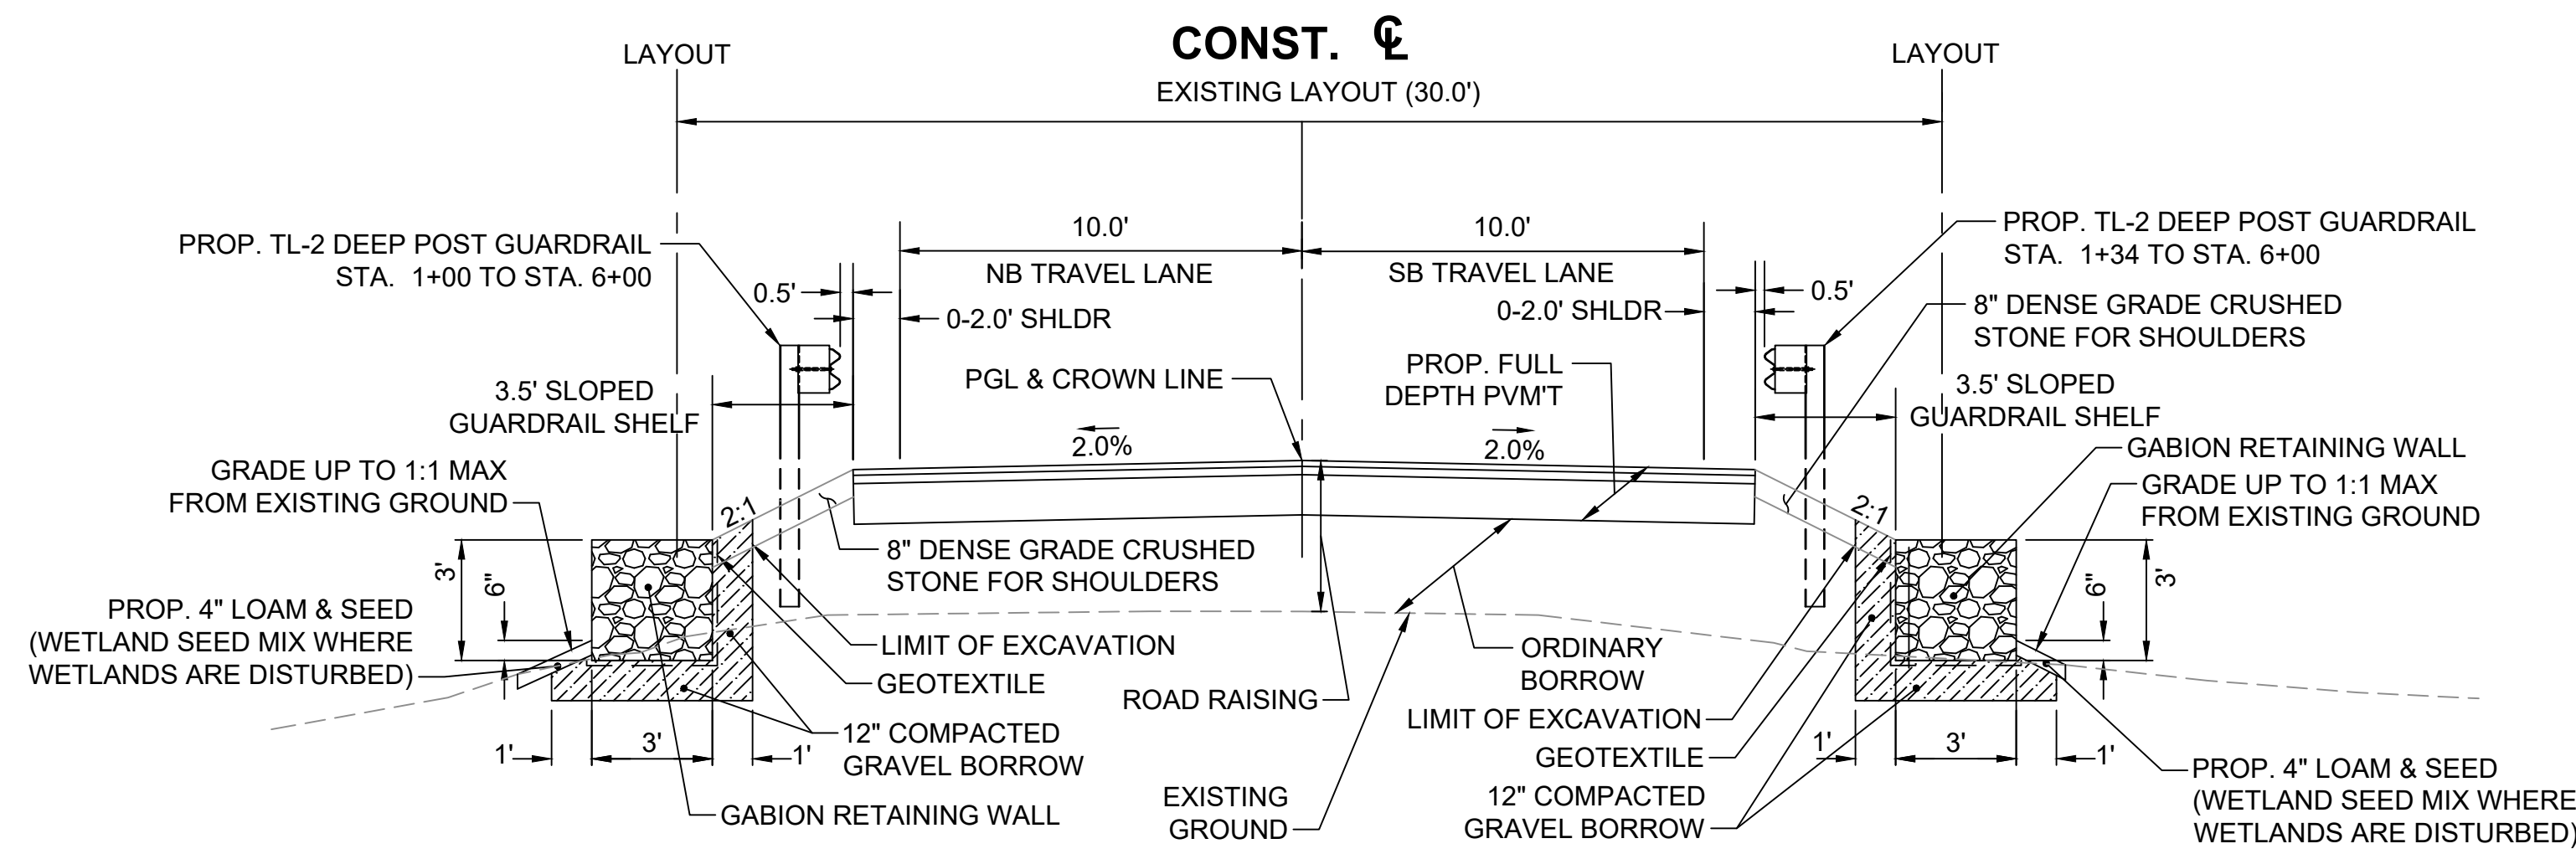 CONST. ℄
LAYOUT
LAYOUT
EXISTING LAYOUT (30.0')
PROP. TL-2 DEEP POST GUARDRAIL
STA. 1+00 TO STA. 6+00
10.0'
10.0'
NB TRAVEL LANE
SB TRAVEL LANE
PROP. TL-2 DEEP POST GUARDRAIL
STA. 1+34 TO STA. 6+00
0.5'
0.5'
0-2.0' SHLDR
0-2.0' SHLDR
8" DENSE GRADE CRUSHED
STONE FOR SHOULDERS
3.5' SLOPED
GUARDRAIL SHELF
PGL & CROWN LINE
PROP. FULL
DEPTH PVM'T
3.5' SLOPED
GUARDRAIL SHELF
2.0%
2.0%
GRADE UP TO 1:1 MAX
FROM EXISTING GROUND
GABION RETAINING WALL
GRADE UP TO 1:1 MAX
FROM EXISTING GROUND
2:1
2:1
8" DENSE GRADE CRUSHED
STONE FOR SHOULDERS
3'
6"
6"
3'
PROP. 4" LOAM & SEED
(WETLAND SEED MIX WHERE
WETLANDS ARE DISTURBED)
LIMIT OF EXCAVATION
GEOTEXTILE
ROAD RAISING
ORDINARY
BORROW
LIMIT OF EXCAVATION
GEOTEXTILE
1'
3'
1'
12" COMPACTED
GRAVEL BORROW
GABION RETAINING WALL
EXISTING
GROUND
12" COMPACTED
GRAVEL BORROW
1'
3'
1'
PROP. 4" LOAM & SEED
(WETLAND SEED MIX WHERE
WETLANDS ARE DISTURBED)